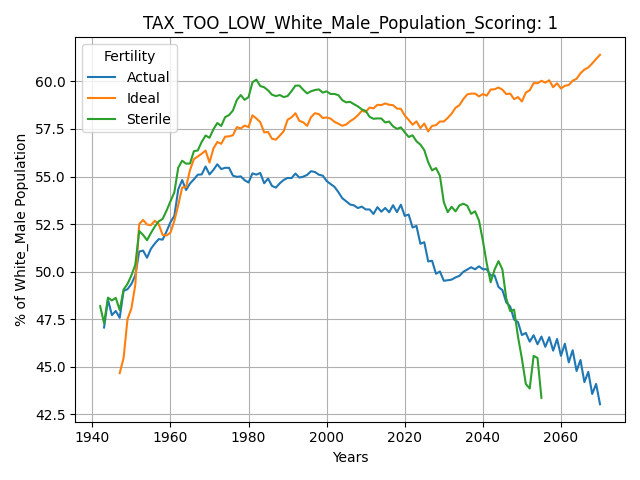 TAX_TOO_LOW_White_Male_Population_Scoring: 1
Fertility
Actual
Ideal
Sterile
% of White_Male Population
60.0
57.5
55.0
52.5
50.0
47.5
45.0
42.5
1940 1960 1980 2000 2020 2040 2060
Years